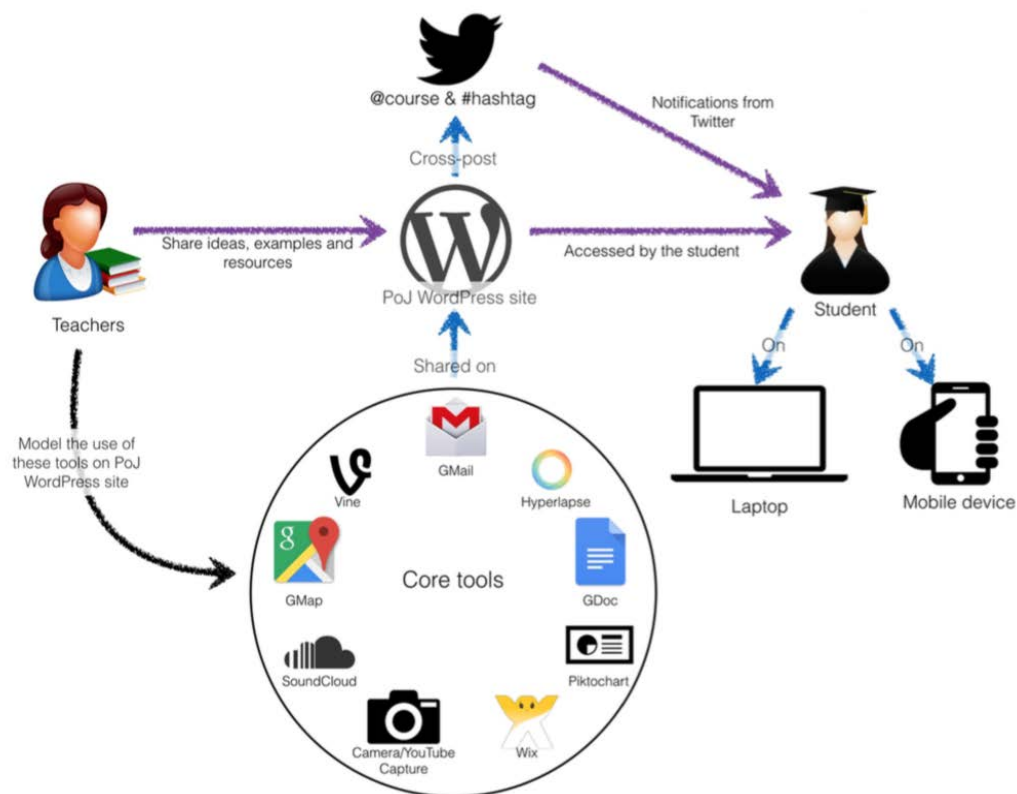 @course & #hashtag
Notifications from
Twitter
Cross-post
Share ideas, examples and
resources
PoJ WordPress site
Accessed by the student
Teachers
Student
Shared on
On
On
Model the use of
these tools on PoJ
WordPress site
GMail
Vine
Hyperlapse
Laptop
Mobile device
g
GMap
Core tools
GDoc
SoundCloud
Piktochart
Camera/YouTube
Capture
Wix